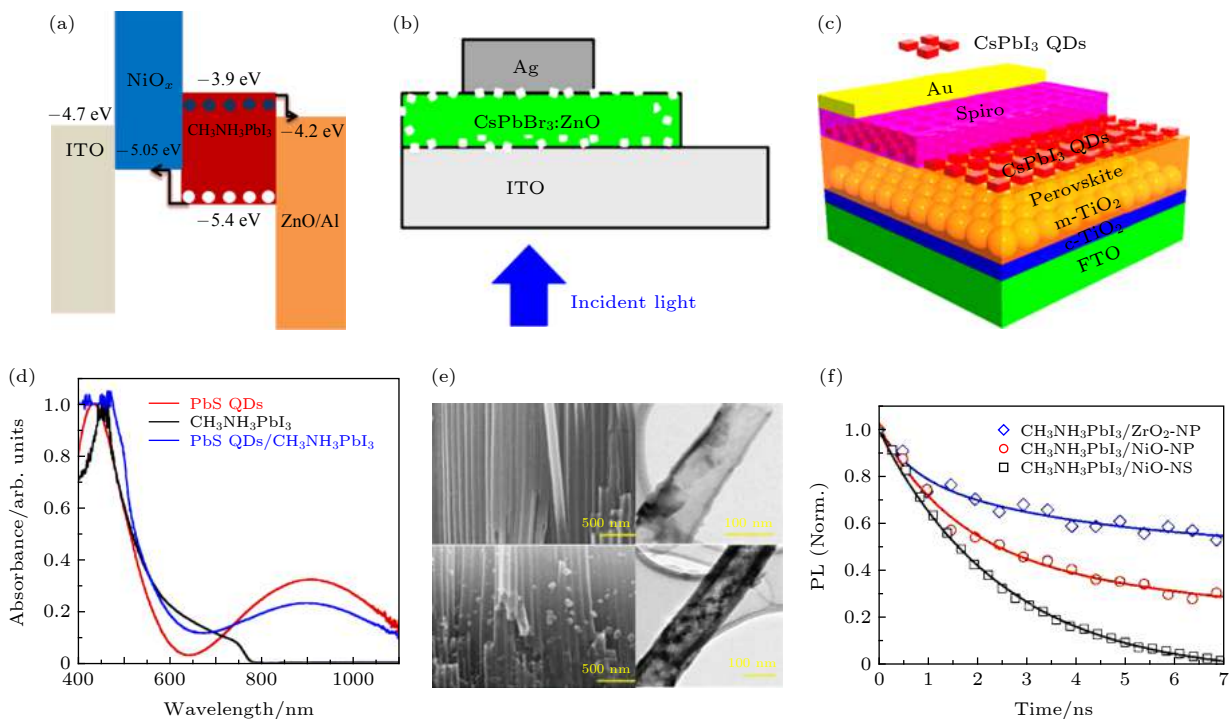 (a)
NiOₓ
−3.9 eV
−4.7 eV
CH₃NH₃PbI₃
−4.2 eV
ITO
−5.05 eV
−5.4 eV
ZnO/Al
(b)
Ag
CsPbBr₃:ZnO
ITO
Incident light
(c)
CsPbI₃ QDs
Au
Spiro
CsPbI₃ QDs
Perovskite
m-TiO₂
c-TiO₂
FTO
(d)
PbS QDs
CH₃NH₃PbI₃
PbS QDs/CH₃NH₃PbI₃
Absorbance/arb. units
1.0
0.8
0.6
0.4
0.2
0
400 500 600 800 1000
Wavelength/nm
(e)
500 nm
100 nm
500 nm
100 nm
(f)
CH₃NH₃PbI₃/ZrO₂-NP
CH₃NH₃PbI₃/NiO-NP
CH₃NH₃PbI₃/NiO-NS
PL (Norm.)
1.0
0.8
0.6
0.4
0.2
0
0 1 2 3 4 5 6 7
Time/ns